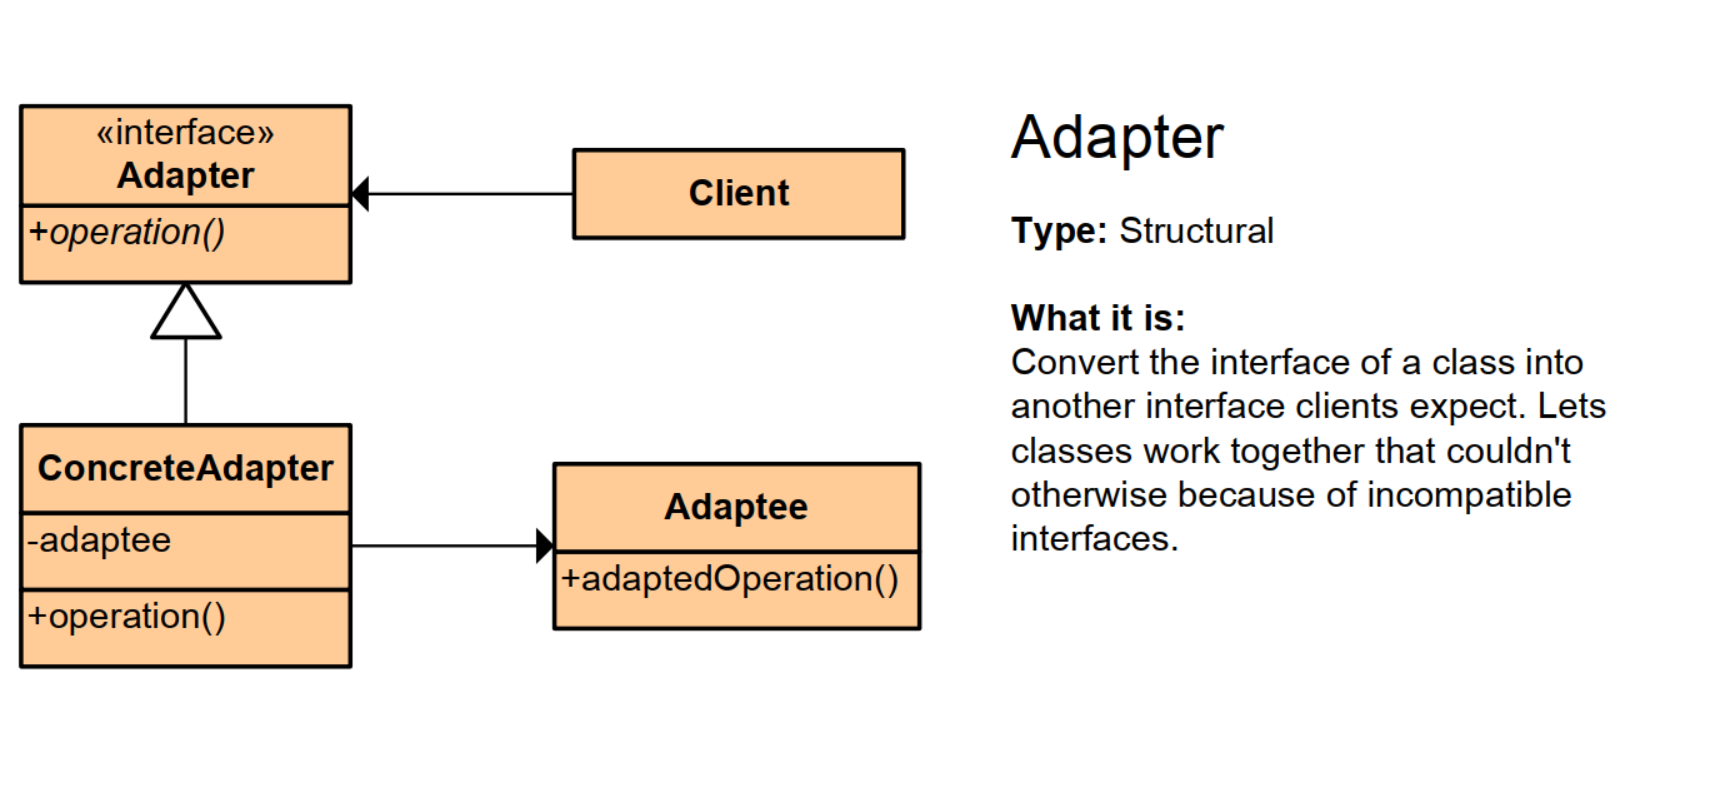 «interface»
Adapter
+operation()
Client
ConcreteAdapter
-adaptee
+operation()
Adaptee
+adaptedOperation()
Adapter
Type: Structural
What it is:
Convert the interface of a class into
another interface clients expect. Lets
classes work together that couldn't
otherwise because of incompatible
interfaces.